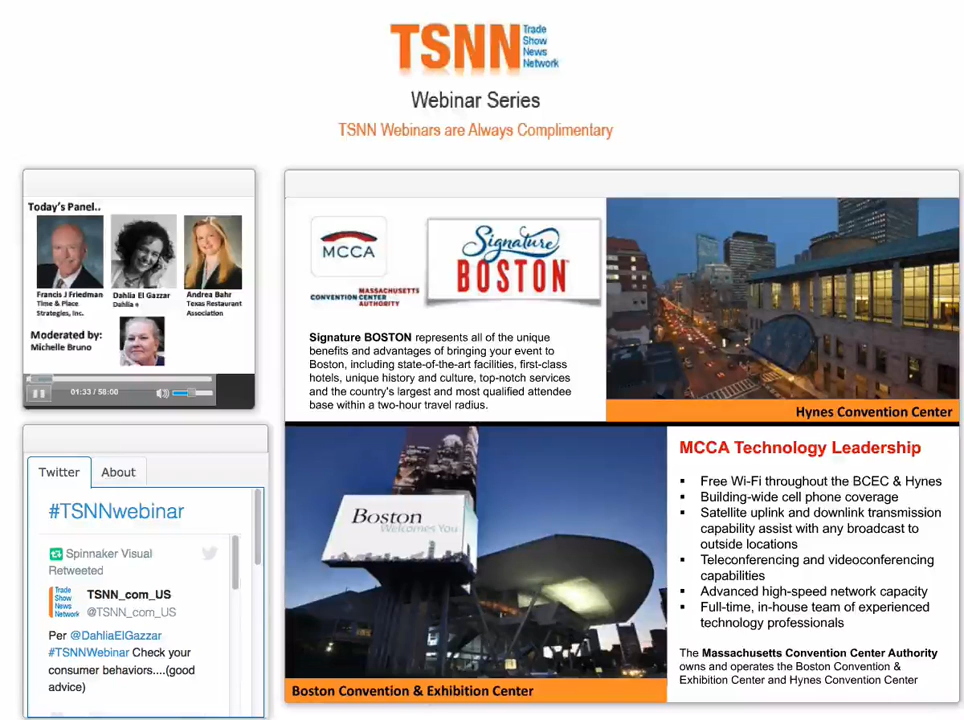 TSNN
Trade
Show
News
Network
Webinar Series
TSNN Webinars are Always Complimentary
Today's Panel..
Francis J Friedman
Time & Place
Strategies, Inc.
Dahlia El Gazzar
Dahlia +
Andrea Bahr
Texas Restaurant
Association
Moderated by:
Michelle Bruno
01:33 / 58:00
Twitter
About
#TSNNwebinar
Spinnaker Visual
Retweeted
Trade
Show
News
Network
TSNN_com_US
@TSNN_com_US
Per @DahliaElGazzar
#TSNNWebinar Check your
consumer behaviors....(good
advice)
MCCA
MASSACHUSETTS
CONVENTION CENTER
AUTHORITY
Signature
BOSTON
Signature BOSTON represents all of the unique
benefits and advantages of bringing your event to
Boston, including state-of-the-art facilities, first-class
hotels, unique history and culture, top-notch services
and the country's largest and most qualified attendee
base within a two-hour travel radius.
Hynes Convention Center
Boston
Welcomes You
Boston Convention & Exhibition Center
MCCA Technology Leadership
▪ Free Wi-Fi throughout the BCEC & Hynes
▪ Building-wide cell phone coverage
▪ Satellite uplink and downlink transmission
capability assist with any broadcast to
outside locations
▪ Teleconferencing and videoconferencing
capabilities
▪ Advanced high-speed network capacity
▪ Full-time, in-house team of experienced
technology professionals
The Massachusetts Convention Center Authority
owns and operates the Boston Convention &
Exhibition Center and Hynes Convention Center